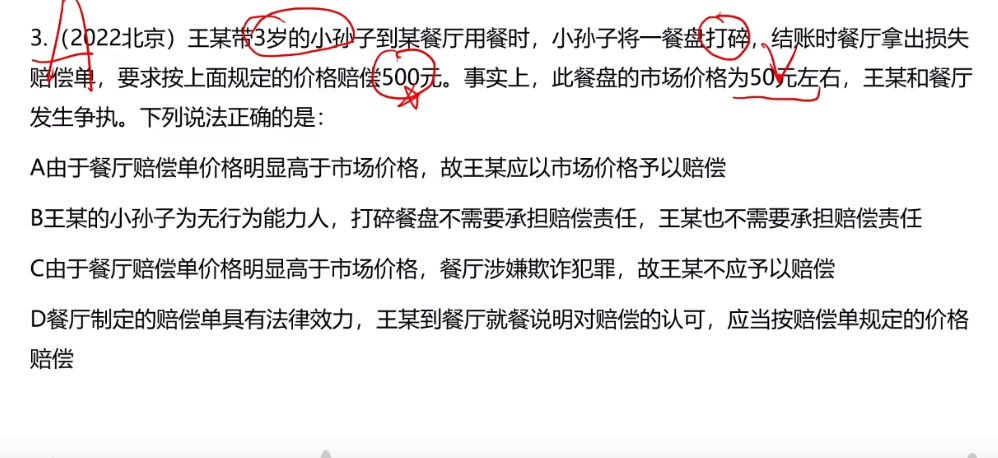 3.（2022北京）王某带3岁的小孙子到某餐厅用餐时，小孙子将一餐盘打碎，结账时餐厅拿出损失
赔偿单，要求按上面规定的价格赔偿500元。事实上，此餐盘的市场价格为50元左右，王某和餐厅
发生争执。下列说法正确的是：
A由于餐厅赔偿单价格明显高于市场价格，故王某应以市场价格予以赔偿
B王某的小孙子为无行为能力人，打碎餐盘不需要承担赔偿责任，王某也不需要承担赔偿责任
C由于餐厅赔偿单价格明显高于市场价格，餐厅涉嫌欺诈犯罪，故王某不应予以赔偿
D餐厅制定的赔偿单具有法律效力，王某到餐厅就餐说明对赔偿的认可，应当按赔偿单规定的价格
赔偿
A